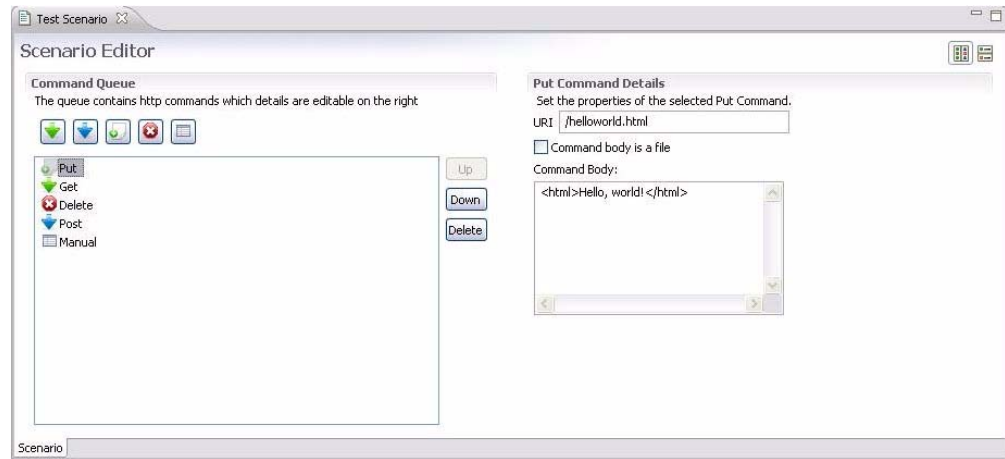 Test Scenario
Scenario Editor
Command Queue
The queue contains http commands which details are editable on the right
Put
Get
Delete
Post
Manual
Up
Down
Delete
Put Command Details
Set the properties of the selected Put Command.
URI /helloworld.html
Command body is a file
Command Body:
<html>Hello, world!</html>
Scenario